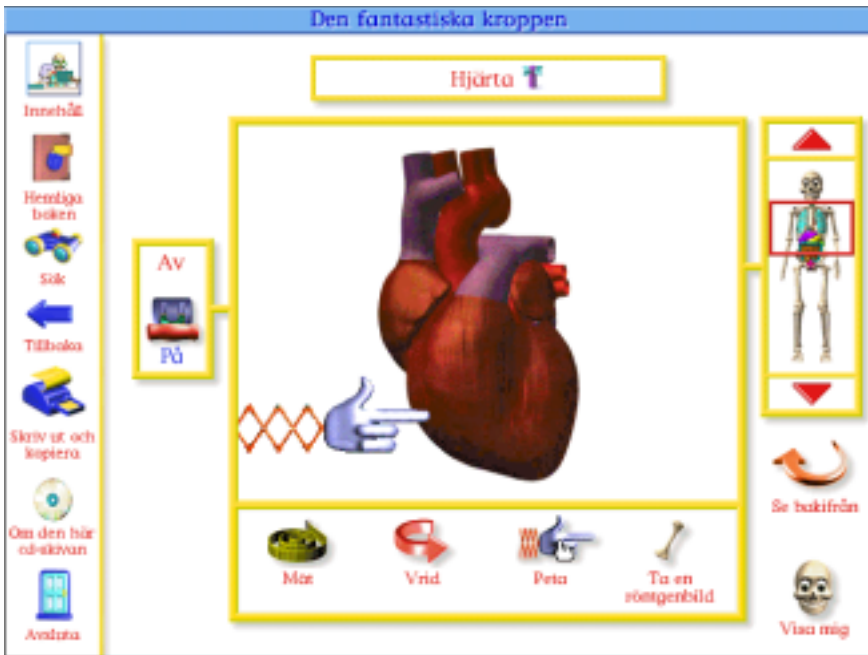 Den fantastiska kroppen
Innehåll
Hemliga
boken
Sök
Tillbaka
Skriv ut och
kopiera
Om den här
cd-skivan
Avsluta
Hjärta
Av
På
Mät
Vrid
Peta
Ta en
röntgenbild
Se bakifrån
Visa mig